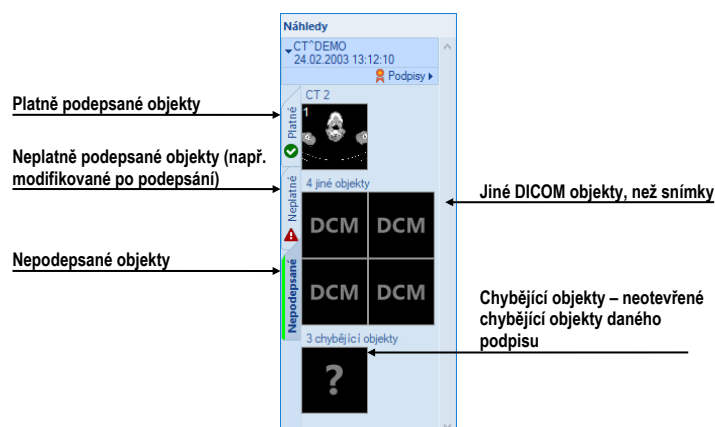 Náhledy
CT^DEMO
24.02.2003 13:12:10
Podpisy
CT 2
1
Platné
Platně podepsané objekty
Neplatně podepsané objekty (např.
modifikované po podepsání)
Neplatné
4 jiné objekty
DCM DCM
DCM DCM
Jiné DICOM objekty, než snímky
Nepodepsané objekty
Nepodepsané
Chybějící objekty – neotevřené
chybějící objekty daného
podpisu
3 chybějící objekty
?